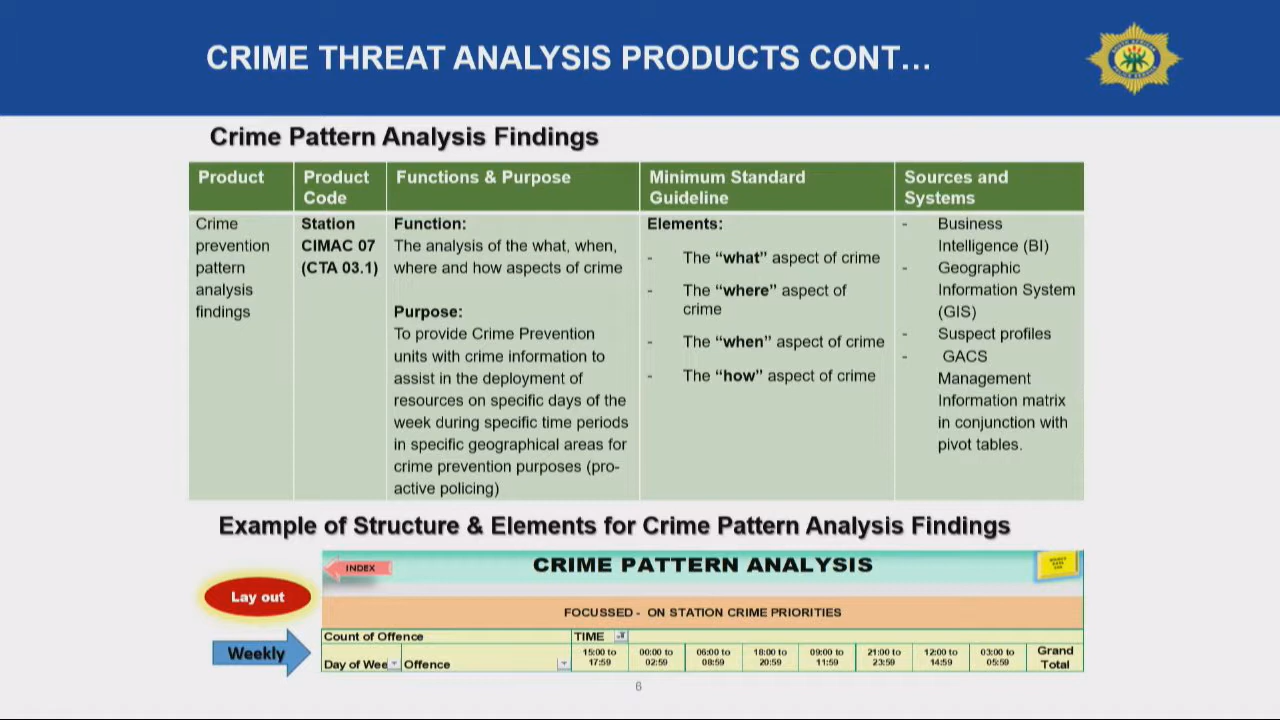 CRIME THREAT ANALYSIS PRODUCTS CONT…
Crime Pattern Analysis Findings
Product
Product
Code
Functions & Purpose
Minimum Standard
Guideline
Sources and
Systems
Crime
prevention
pattern
analysis
findings
Station
CIMAC 07
(CTA 03.1)
Function:
The analysis of the what, when,
where and how aspects of crime
Purpose:
To provide Crime Prevention
units with crime information to
assist in the deployment of
resources on specific days of the
week during specific time periods
in specific geographical areas for
crime prevention purposes (pro-
active policing)
Elements:
- The “what” aspect of crime
- The “where” aspect of
crime
- The “when” aspect of crime
- The “how” aspect of crime
- Business
Intelligence (BI)
- Geographic
Information System
(GIS)
- Suspect profiles
- GACS
Management
Information matrix
in conjunction with
pivot tables.
Example of Structure & Elements for Crime Pattern Analysis Findings
INDEX
CRIME PATTERN ANALYSIS
Lay out
FOCUSSED - ON STATION CRIME PRIORITIES
Weekly
Count of Offence
TIME
Day of Wee
Offence
15:00 to
17:59
00:00 to
02:59
06:00 to
08:59
18:00 to
20:59
09:00 to
11:59
21:00 to
23:59
12:00 to
14:59
03:00 to
05:59
Grand
Total
6